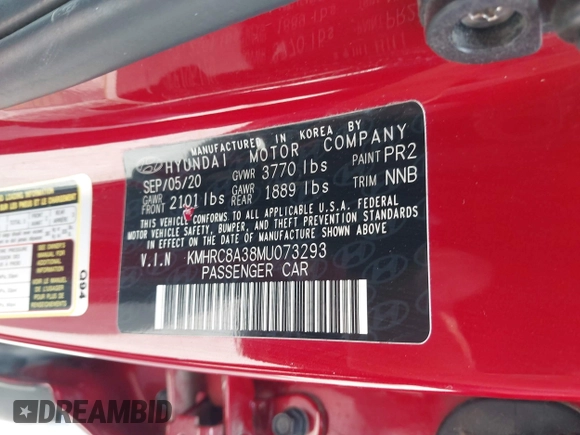 MANUFACTURED IN KOREA BY
HYUNDAI MOTOR COMPANY
SEP/05/20 GVWR 3770 lbs PAINT PR2
GAWR FRONT 2101 lbs GAWR REAR 1889 lbs TRIM NNB
THIS VEHICLE CONFORMS TO ALL APPLICABLE U.S.A. FEDERAL
MOTOR VEHICLE SAFETY, BUMPER, AND THEFT PREVENTION STANDARDS
IN EFFECT ON THE DATE OF MANUFACTURE SHOWN ABOVE.
V.I.N KMHRC8A38MU073293
PASSENGER CAR
G94
DREAMBID